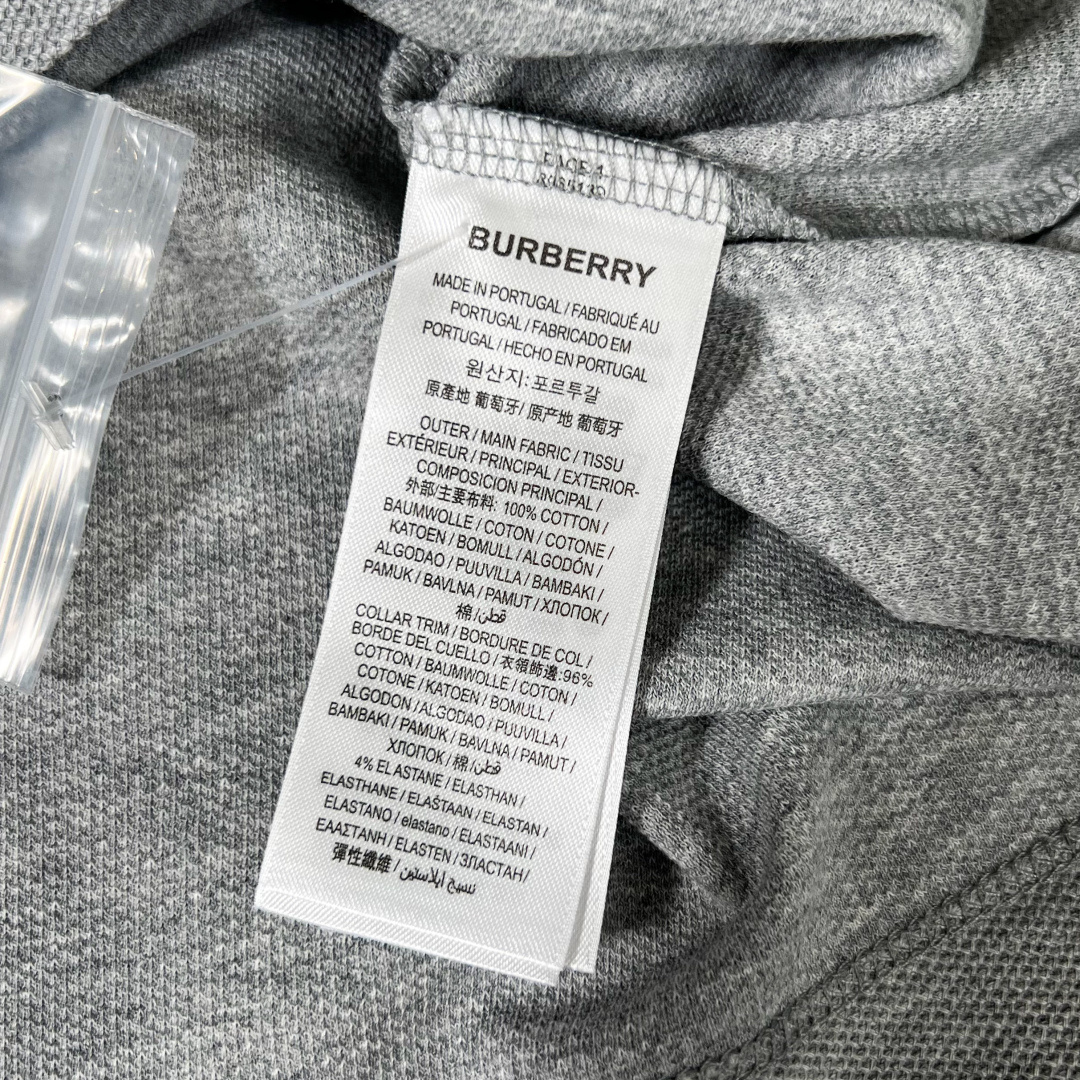 PAGE 1
BURBERRY
MADE IN PORTUGAL / FABRIQUÉ AU
PORTUGAL / FABRICADO EM
PORTUGAL / HECHO EN PORTUGAL
원산지: 포르투갈
原產地 葡萄牙/ 原产地 葡萄牙
OUTER / MAIN FABRIC / TISSU
EXTÉRIEUR / PRINCIPAL / EXTERIOR-
COMPOSICION PRINCIPAL /
外部/主要布料: 100% COTTON /
BAUMWOLLE / COTON / COTONE /
KATOEN / BOMULL / ALGODÓN /
ALGODAO / PUUVILLA / BAMBAKI /
PAMUK / BAVLNA / PAMUT / ХЛОПОК /
棉 /قطن
COLLAR TRIM / BORDURE DE COL /
BORDE DEL CUELLO / 衣領飾邊:96%
COTTON / BAUMWOLLE / COTON /
COTONE / KATOEN / BOMULL /
ALGODON / ALGODAO / PUUVILLA /
BAMBAKI / PAMUK / BAVLNA / PAMUT /
ХЛОПОК / 棉 /قطن
4% ELASTANE / ELASTHAN /
ELASTHANE / ELASTAAN / ELASTAN /
ELASTANO / elastano / ELASTAANI /
ΕΛΑΣΤΑΝΗ / ELASTEN / ЭЛАСТАН /
彈性纖維 / نسيج ايلاستين